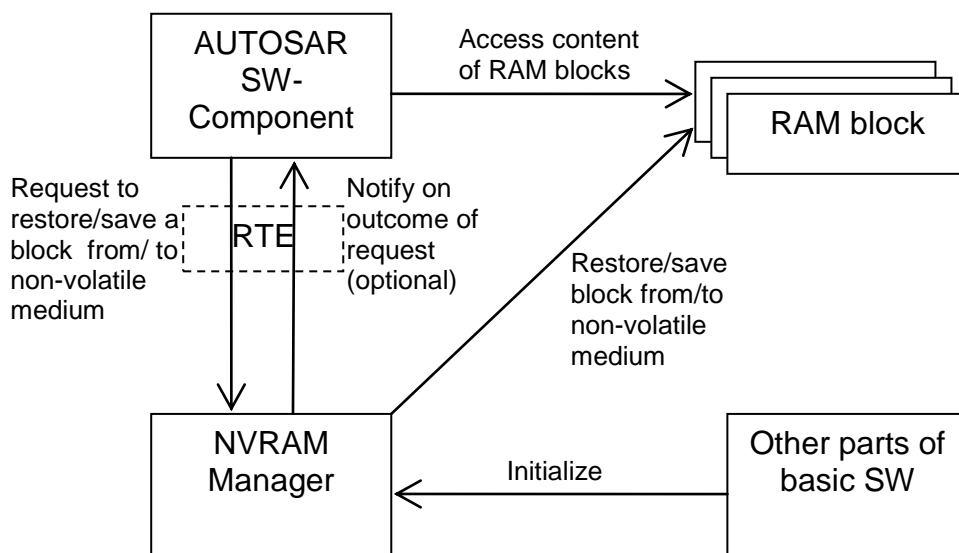 AUTOSAR
SW-
Component
Access content
of RAM blocks
RAM block
Request to
restore/save a
block from/ to
non-volatile
medium
RTE
Notify on
outcome of
request
(optional)
Restore/save
block from/to
non-volatile
medium
NVRAM
Manager
Initialize
Other parts of
basic SW